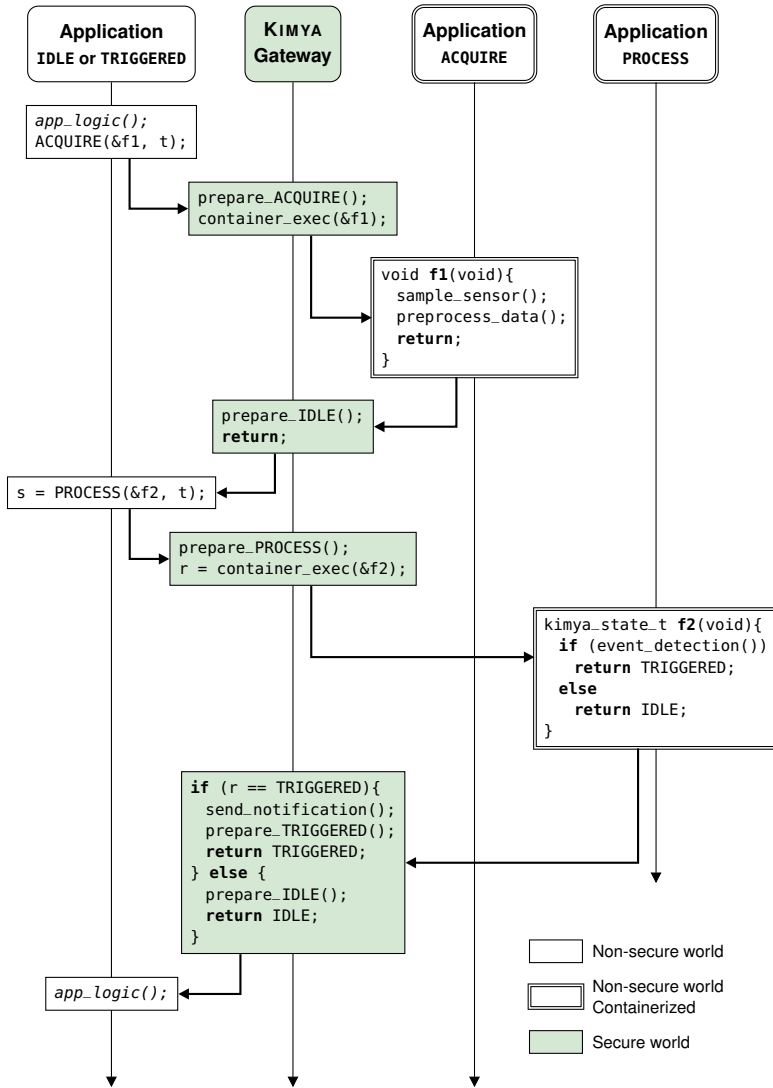 Application
IDLE or TRIGGERED
KIMYA
Gateway
Application
ACQUIRE
Application
PROCESS
app_logic();
ACQUIRE(&f1, t);
prepare_ACQUIRE();
container_exec(&f1);
void f1(void){
sample_sensor();
preprocess_data();
return;
}
prepare_IDLE();
return;
s = PROCESS(&f2, t);
prepare_PROCESS();
r = container_exec(&f2);
kimya_state_t f2(void){
if (event_detection())
return TRIGGERED;
else
return IDLE;
}
if (r == TRIGGERED){
send_notification();
prepare_TRIGGERED();
return TRIGGERED;
} else {
prepare_IDLE();
return IDLE;
}
app_logic();
Non-secure world
Non-secure world
Containerized
Secure world